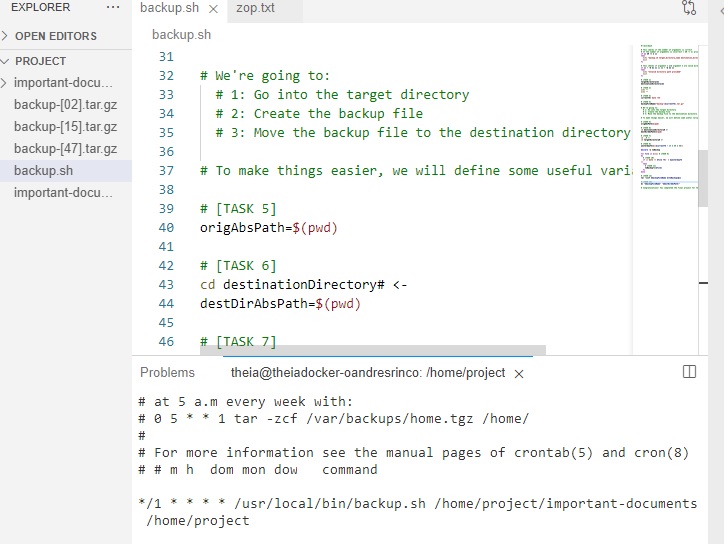 EXPLORER
···
OPEN EDITORS
PROJECT
important-docu...
backup-[02].tar.gz
backup-[15].tar.gz
backup-[47].tar.gz
backup.sh
important-docu...
backup.sh ×
zop.txt
backup.sh
31
32 # We're going to:
33 # 1: Go into the target directory
34 # 2: Create the backup file
35 # 3: Move the backup file to the destination directory
36
37 # To make things easier, we will define some useful vari
38
39 # [TASK 5]
40 origAbsPath=$(pwd)
41
42 # [TASK 6]
43 cd destinationDirectory# <-
44 destDirAbsPath=$(pwd)
45
46 # [TASK 7]
Problems
theia@theiadocker-oandresrinco: /home/project ×
# at 5 a.m every week with:
# 0 5 * * 1 tar -zcf /var/backups/home.tgz /home/
#
# For more information see the manual pages of crontab(5) and cron(8)
# # m h  dom mon dow   command
*/1 * * * * /usr/local/bin/backup.sh /home/project/important-documents
/home/project